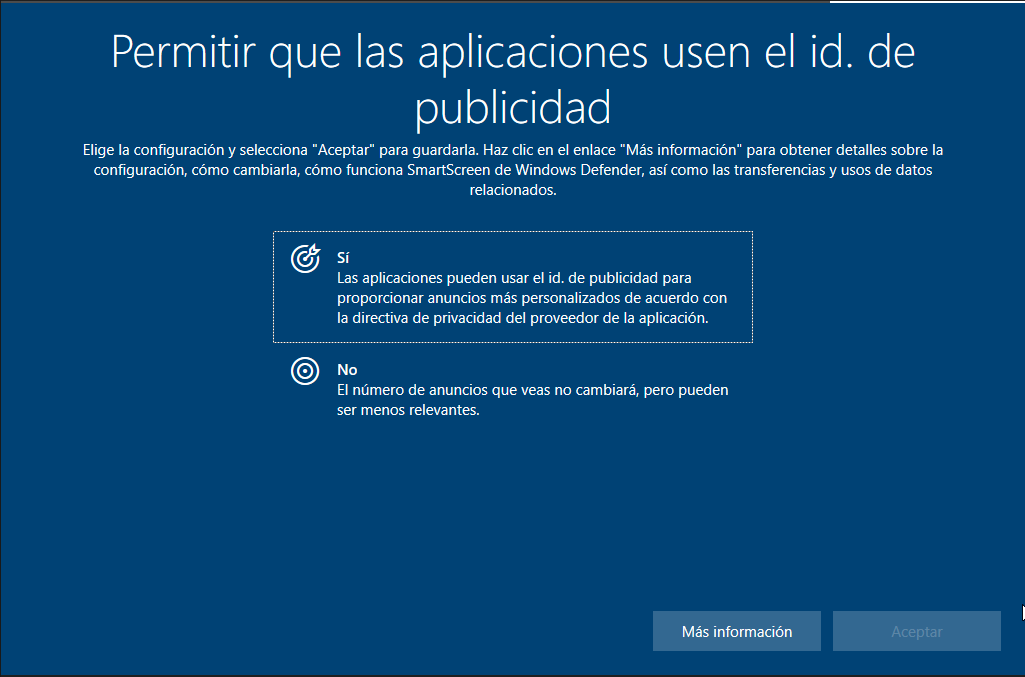 Permitir que las aplicaciones usen el id. de
publicidad
Elige la configuración y selecciona "Aceptar" para guardarla. Haz clic en el enlace "Más información" para obtener detalles sobre la
configuración, cómo cambiarla, cómo funciona SmartScreen de Windows Defender, así como las transferencias y usos de datos
relacionados.
Sí
Las aplicaciones pueden usar el id. de publicidad para
proporcionar anuncios más personalizados de acuerdo con
la directiva de privacidad del proveedor de la aplicación.
No
El número de anuncios que veas no cambiará, pero pueden
ser menos relevantes.
Más información
Aceptar